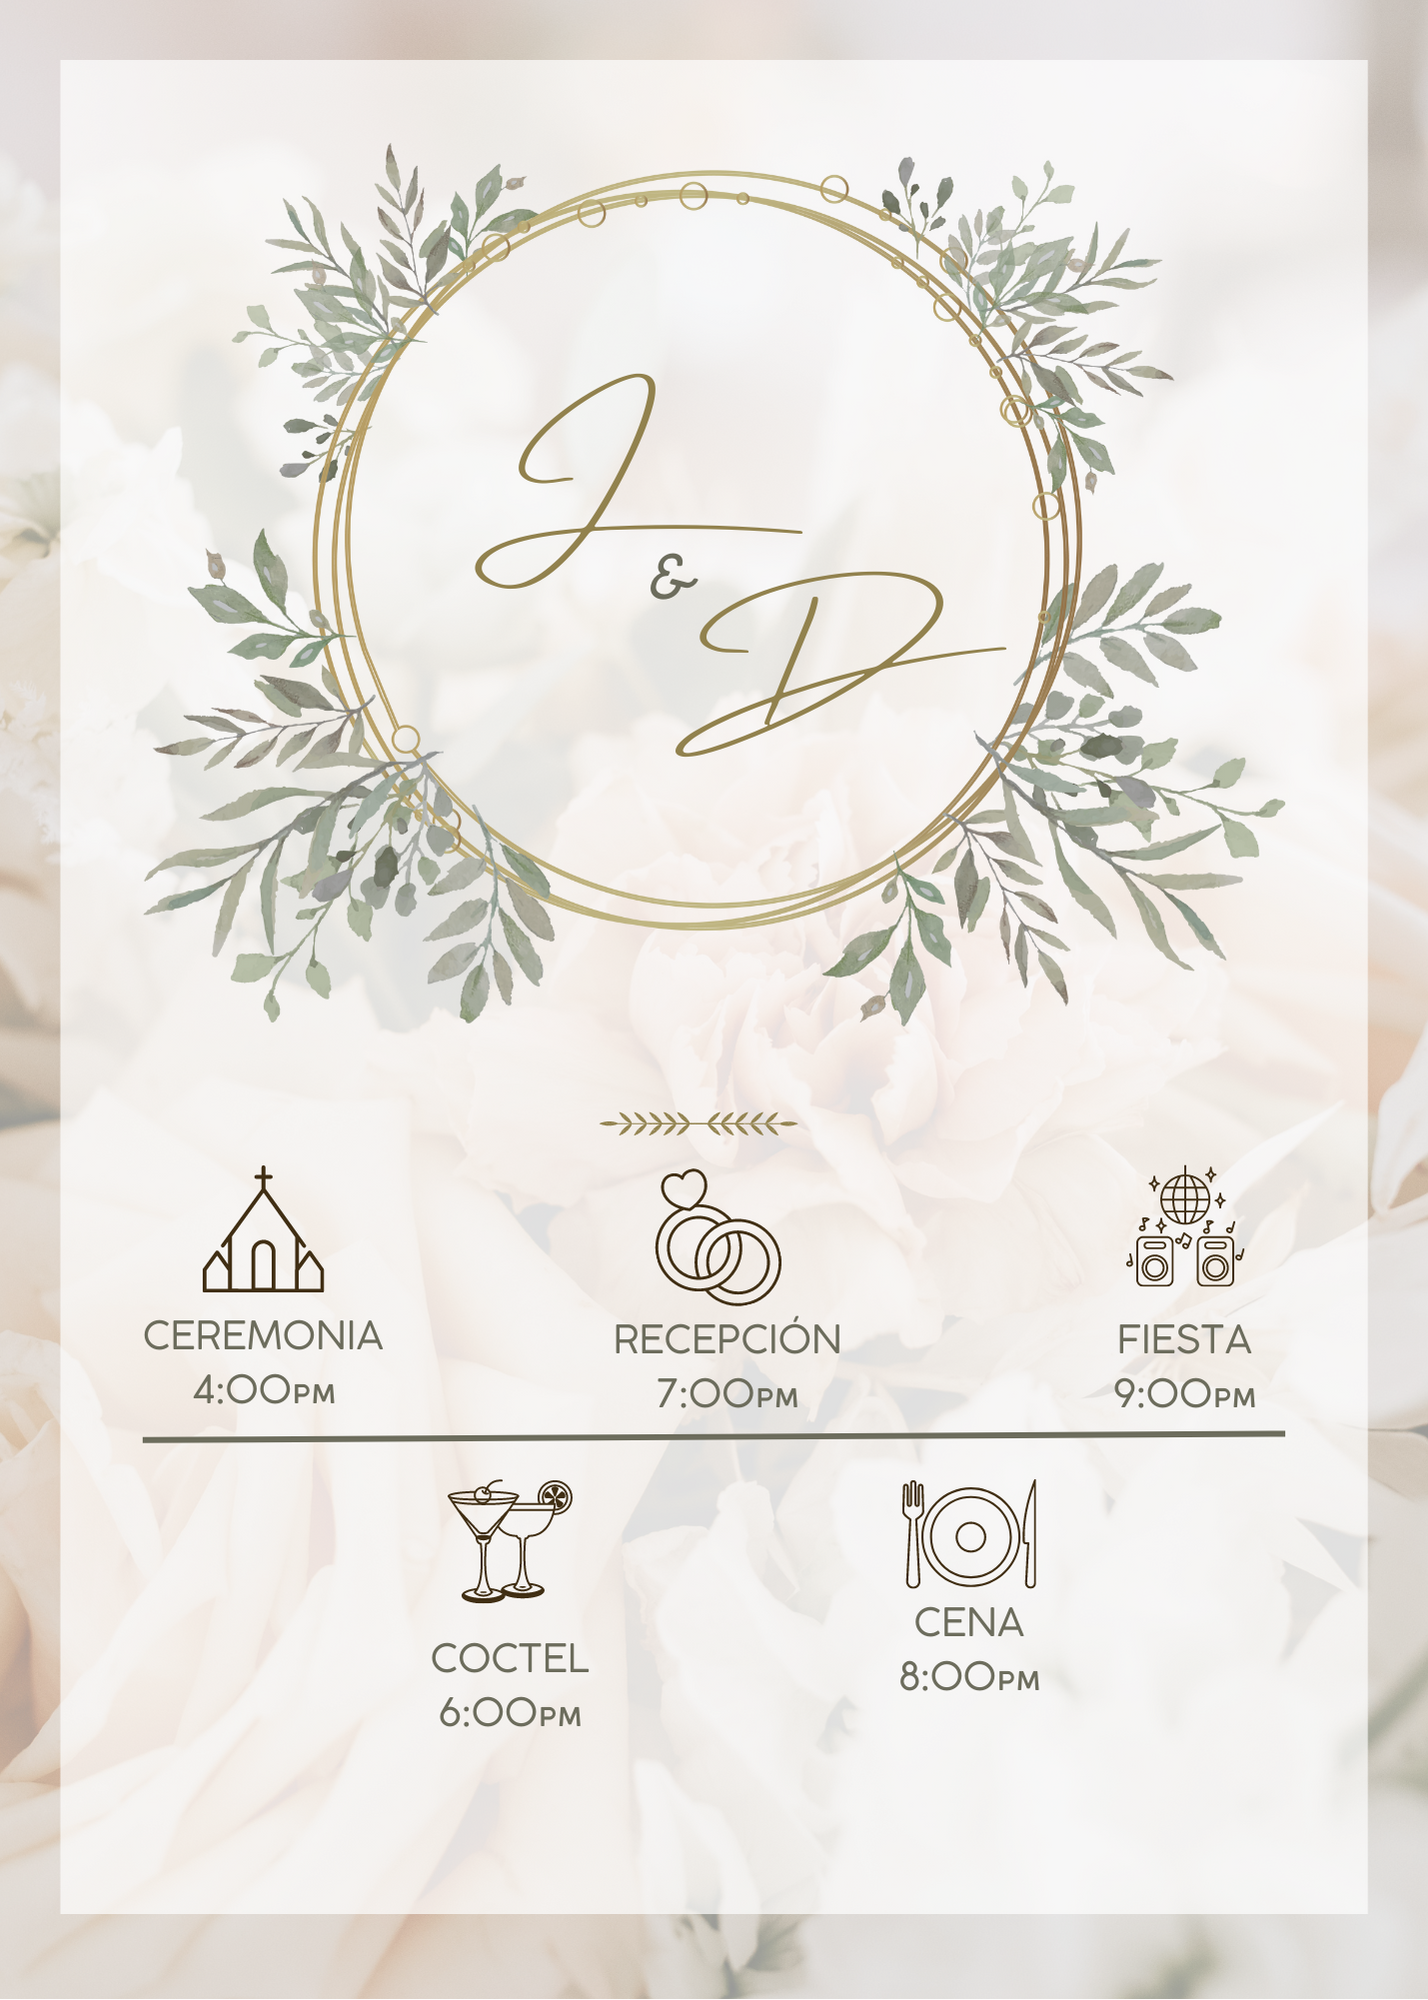 J
&
D
CEREMONIA
4:00PM
RECEPCIÓN
7:00PM
FIESTA
9:00PM
COCTEL
6:00PM
CENA
8:00PM